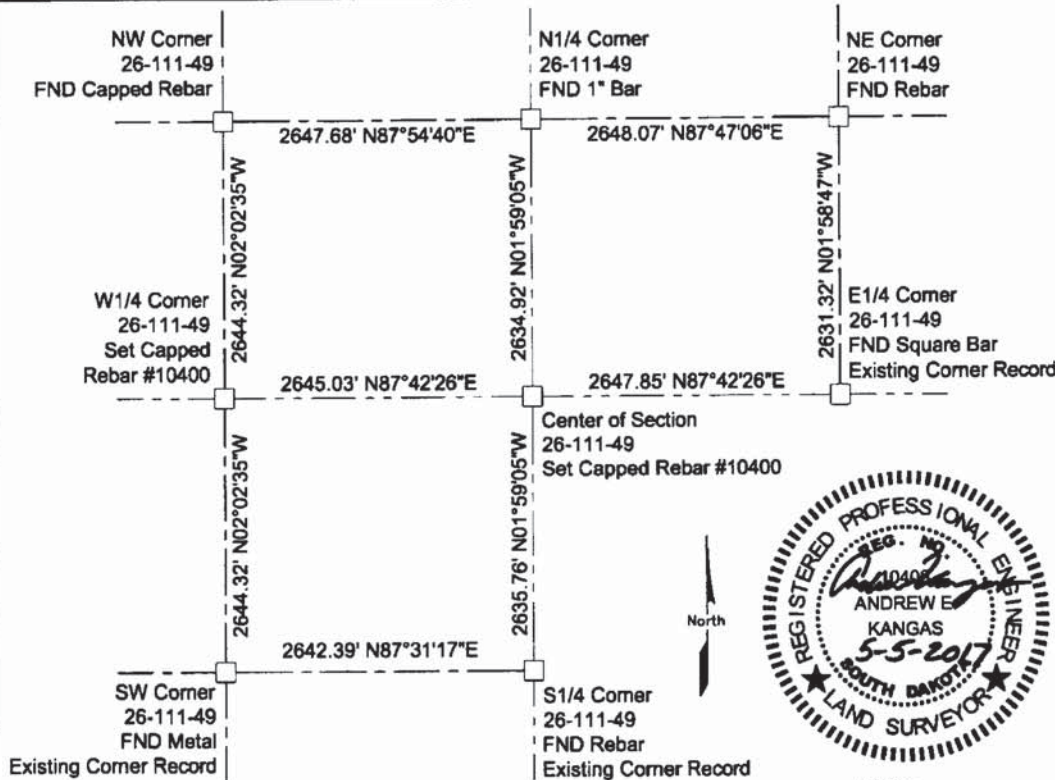 NW Corner
26-111-49
FND Capped Rebar
N1/4 Corner
26-111-49
FND 1" Bar
NE Corner
26-111-49
FND Rebar
2647.68' N87°54'40"E
2648.07' N87°47'06"E
2644.32' N02°02'35"W
2634.92' N01°59'05"W
2631.32' N01°58'47"W
W1/4 Corner
26-111-49
Set Capped
Rebar #10400
E1/4 Corner
26-111-49
FND Square Bar
Existing Corner Record
2645.03' N87°42'26"E
2647.85' N87°42'26"E
Center of Section
26-111-49
Set Capped Rebar #10400
2644.32' N02°02'35"W
2635.76' N01°59'05"W
2642.39' N87°31'17"E
North
SW Corner
26-111-49
FND Metal
Existing Corner Record
S1/4 Corner
26-111-49
FND Rebar
Existing Corner Record
REGISTERED PROFESSIONAL ENGINEER
REG. NO.
ANDREW E
KANGAS
5-5-2017
SOUTH DAKOTA
LAND SURVEYOR